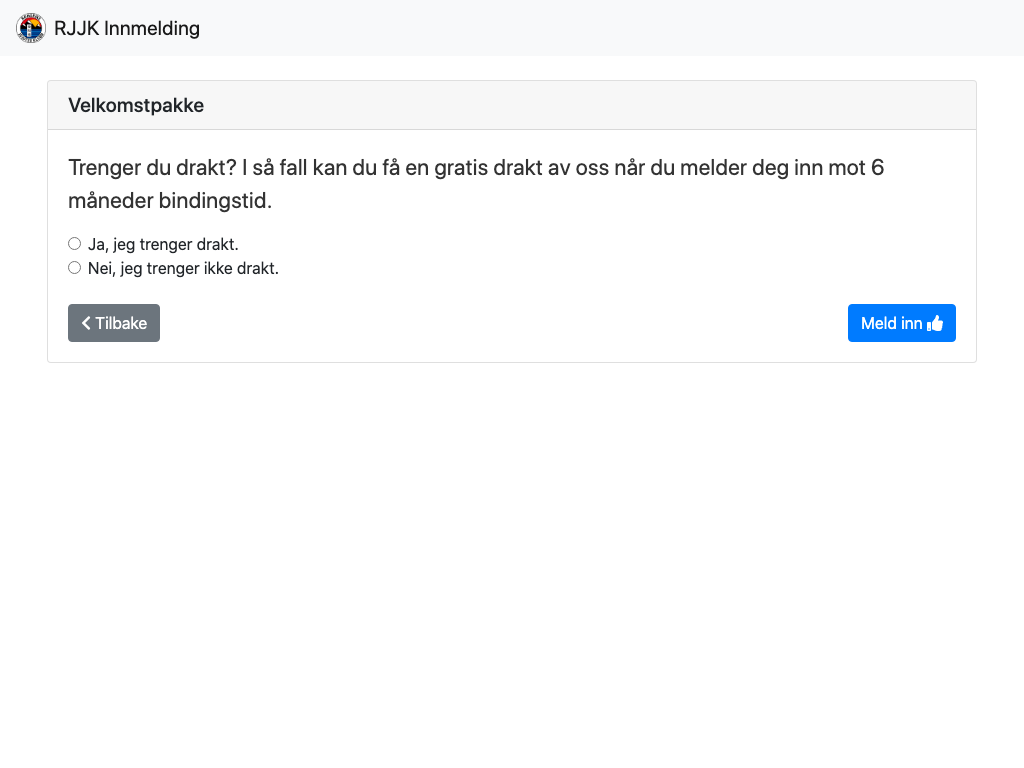 RJJK Innmelding
Velkomstpakke
Trenger du drakt? I så fall kan du få en gratis drakt av oss når du melder deg inn mot 6
måneder bindingstid.
Ja, jeg trenger drakt.
Nei, jeg trenger ikke drakt.
Tilbake
Meld inn